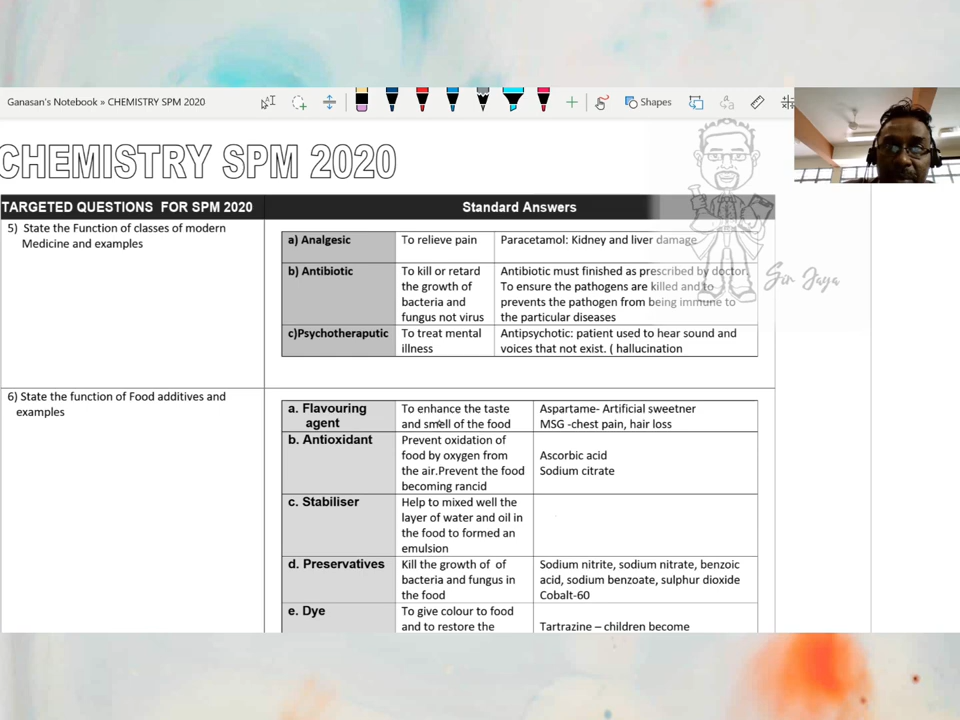 Ganasan's Notebook » CHEMISTRY SPM 2020
Shapes
CHEMISTRY SPM 2020
TARGETED QUESTIONS FOR SPM 2020
Standard Answers
5) State the Function of classes of modern
Medicine and examples
a) Analgesic
To relieve pain
Paracetamol: Kidney and liver damage
b) Antibiotic
To kill or retard
the growth of
bacteria and
fungus not virus
Antibiotic must finished as prescribed by doctor.
To ensure the pathogens are killed and to
prevents the pathogen from being immune to
the particular diseases
c)Psychotheraputic
To treat mental
illness
Antipsychotic: patient used to hear sound and
voices that not exist. ( hallucination
Sir Jaya
6) State the function of Food additives and
examples
a. Flavouring
agent
To enhance the taste
and smell of the food
Aspartame- Artificial sweetner
MSG -chest pain, hair loss
b. Antioxidant
Prevent oxidation of
food by oxygen from
the air.Prevent the food
becoming rancid
Ascorbic acid
Sodium citrate
c. Stabiliser
Help to mixed well the
layer of water and oil in
the food to formed an
emulsion
d. Preservatives
Kill the growth of of
bacteria and fungus in
the food
Sodium nitrite, sodium nitrate, benzoic
acid, sodium benzoate, sulphur dioxide
Cobalt-60
e. Dye
To give colour to food
and to restore the
Tartrazine – children become